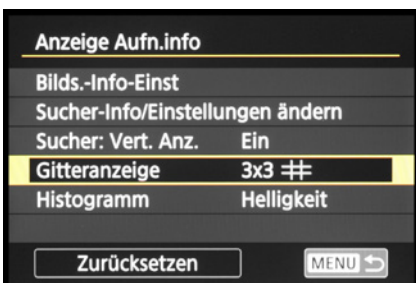 Anzeige Aufn.info
Bilds.-Info-Einst
Sucher-Info/Einstellungen ändern
Sucher: Vert. Anz. Ein
Gitteranzeige 3x3
Histogramm Helligkeit
Zurücksetzen MENU